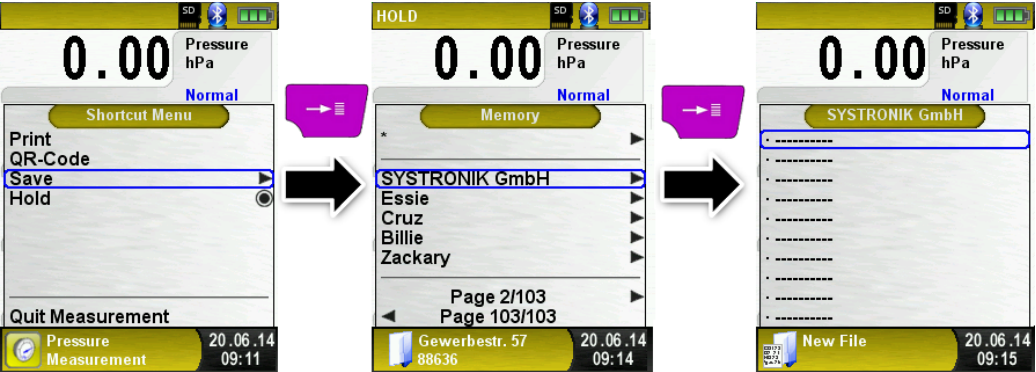 SD
0.00
Pressure
hPa
Normal
Shortcut Menu
Print
QR-Code
Save
Hold
Quit Measurement
Pressure
Measurement
20.06.14
09:11
HOLD
SD
0.00
Pressure
hPa
Normal
Memory
*
SYSTRONIK GmbH
Essie
Cruz
Billie
Zackary
Page 2/103
Page 103/103
Gewerbestr. 57
88636
20.06.14
09:14
SD
0.00
Pressure
hPa
Normal
SYSTRONIK GmbH
. ----------
. ----------
. ----------
. ----------
. ----------
. ----------
. ----------
. ----------
. ----------
. ----------
New File
20.06.14
09:15